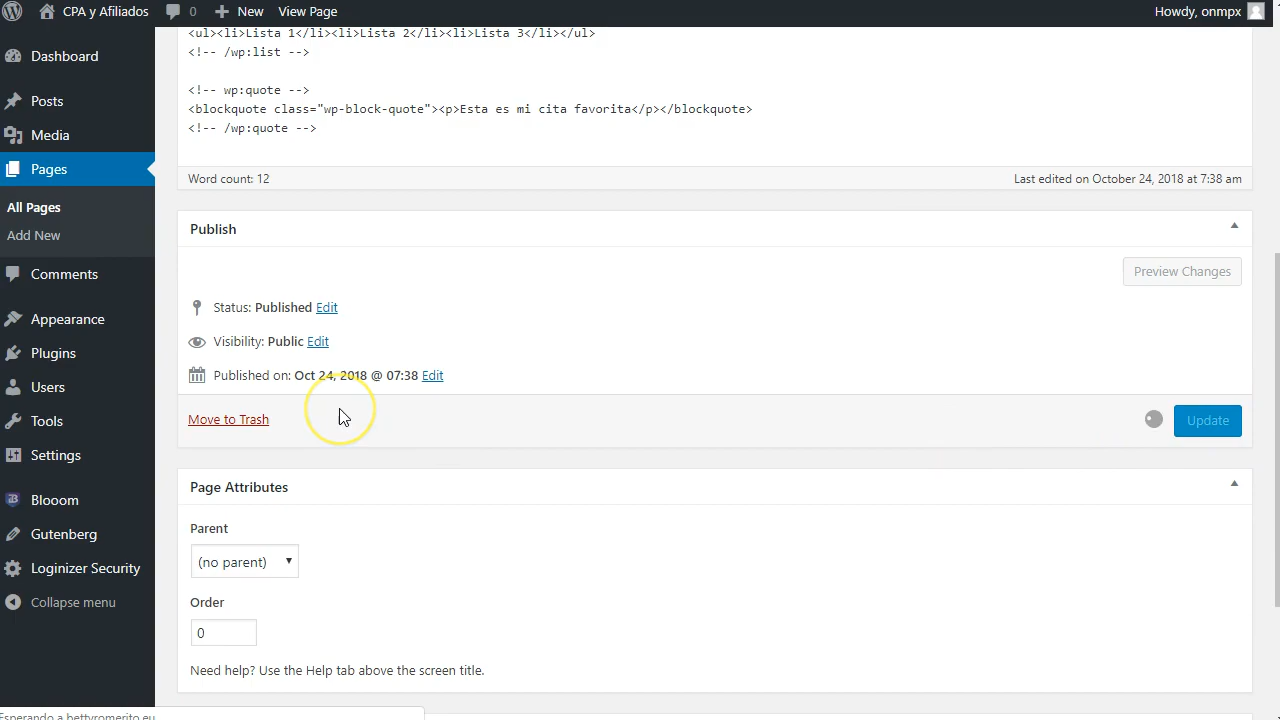 CPA y Afiliados 0 New View Page Howdy, onmpx
Dashboard
Posts
Media
Pages
All Pages
Add New
Comments
Appearance
Plugins
Users
Tools
Settings
Blooom
Gutenberg
Loginizer Security
Collapse menu
<ul><li>Lista 1</li><li>Lista 2</li><li>Lista 3</li></ul>
<!-- /wp:list -->
<!-- wp:quote -->
<blockquote class="wp-block-quote"><p>Esta es mi cita favorita</p></blockquote>
<!-- /wp:quote -->
Word count: 12 Last edited on October 24, 2018 at 7:38 am
Publish
Preview Changes
Status: Published Edit
Visibility: Public Edit
Published on: Oct 24, 2018 @ 07:38 Edit
Move to Trash Update
Page Attributes
Parent
(no parent)
Order
0
Need help? Use the Help tab above the screen title.
Esperando a bettyromerito.eu